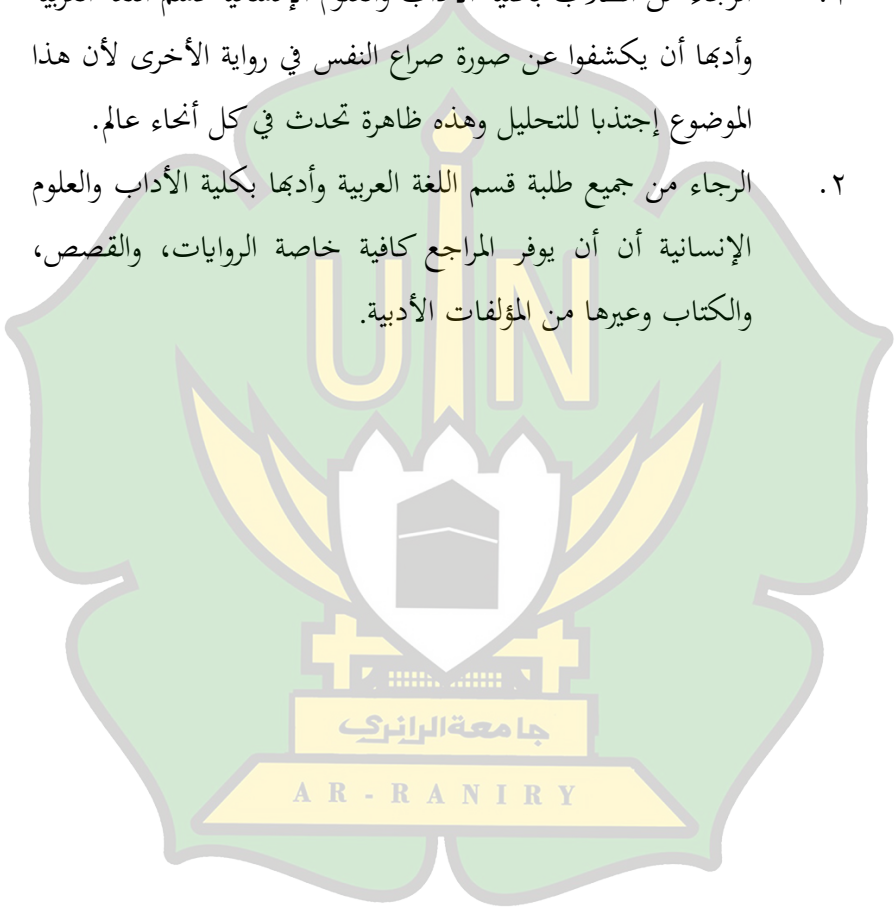 وأدبها أن يكشفوا عن صورة صراع النفس في رواية الأخرى لأن هذا
الموضوع إجتذبا للتحليل وهذه ظاهرة تحدث في كل أنحاء عالم.
٢. الرجاء من جميع طلبة قسم اللغة العربية وأدبها بكلية الأداب والعلوم
الإنسانية أن أن يوفر المراجع كافية خاصة الروايات، والقصص،
والكتاب وعيرها من المؤلفات الأدبية.
UIN
جامعة الرانري
AR-RANIRY